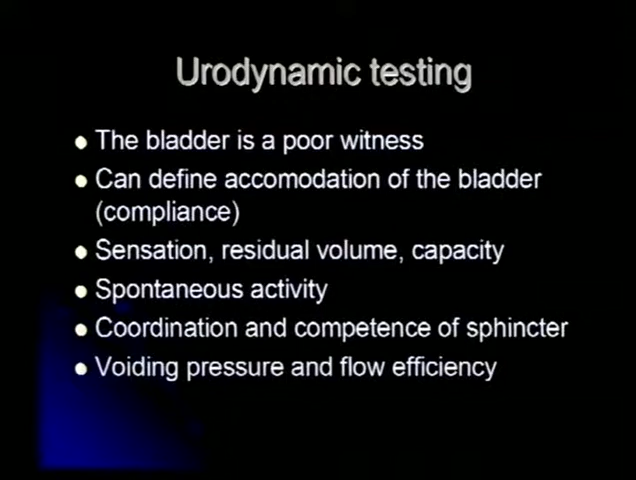 Urodynamic testing
• The bladder is a poor witness
• Can define accomodation of the bladder
(compliance)
• Sensation, residual volume, capacity
• Spontaneous activity
• Coordination and competence of sphincter
• Voiding pressure and flow efficiency